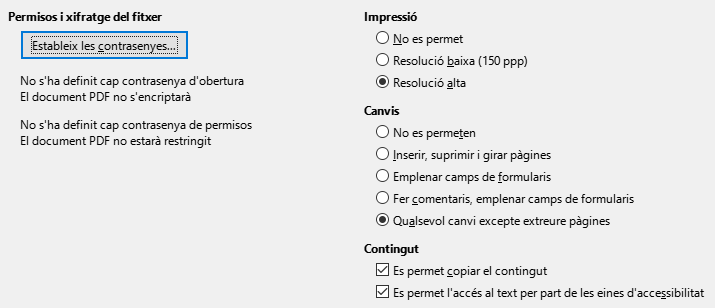 Permisos i xifratge del fitxer
Estableix les contrasenyes...
No s'ha definit cap contrasenya d'obertura
El document PDF no s'encriptarà
No s'ha definit cap contrasenya de permisos
El document PDF no estarà restringit
Impressió
No es permet
Resolució baixa (150 ppp)
Resolució alta
Canvis
No es permeten
Inserir, suprimir i girar pàgines
Emplenar camps de formularis
Fer comentaris, emplenar camps de formularis
Qualsevol canvi excepte extreure pàgines
Contingut
Es permet copiar el contingut
Es permet l'accés al text per part de les eines d'accessibilitat